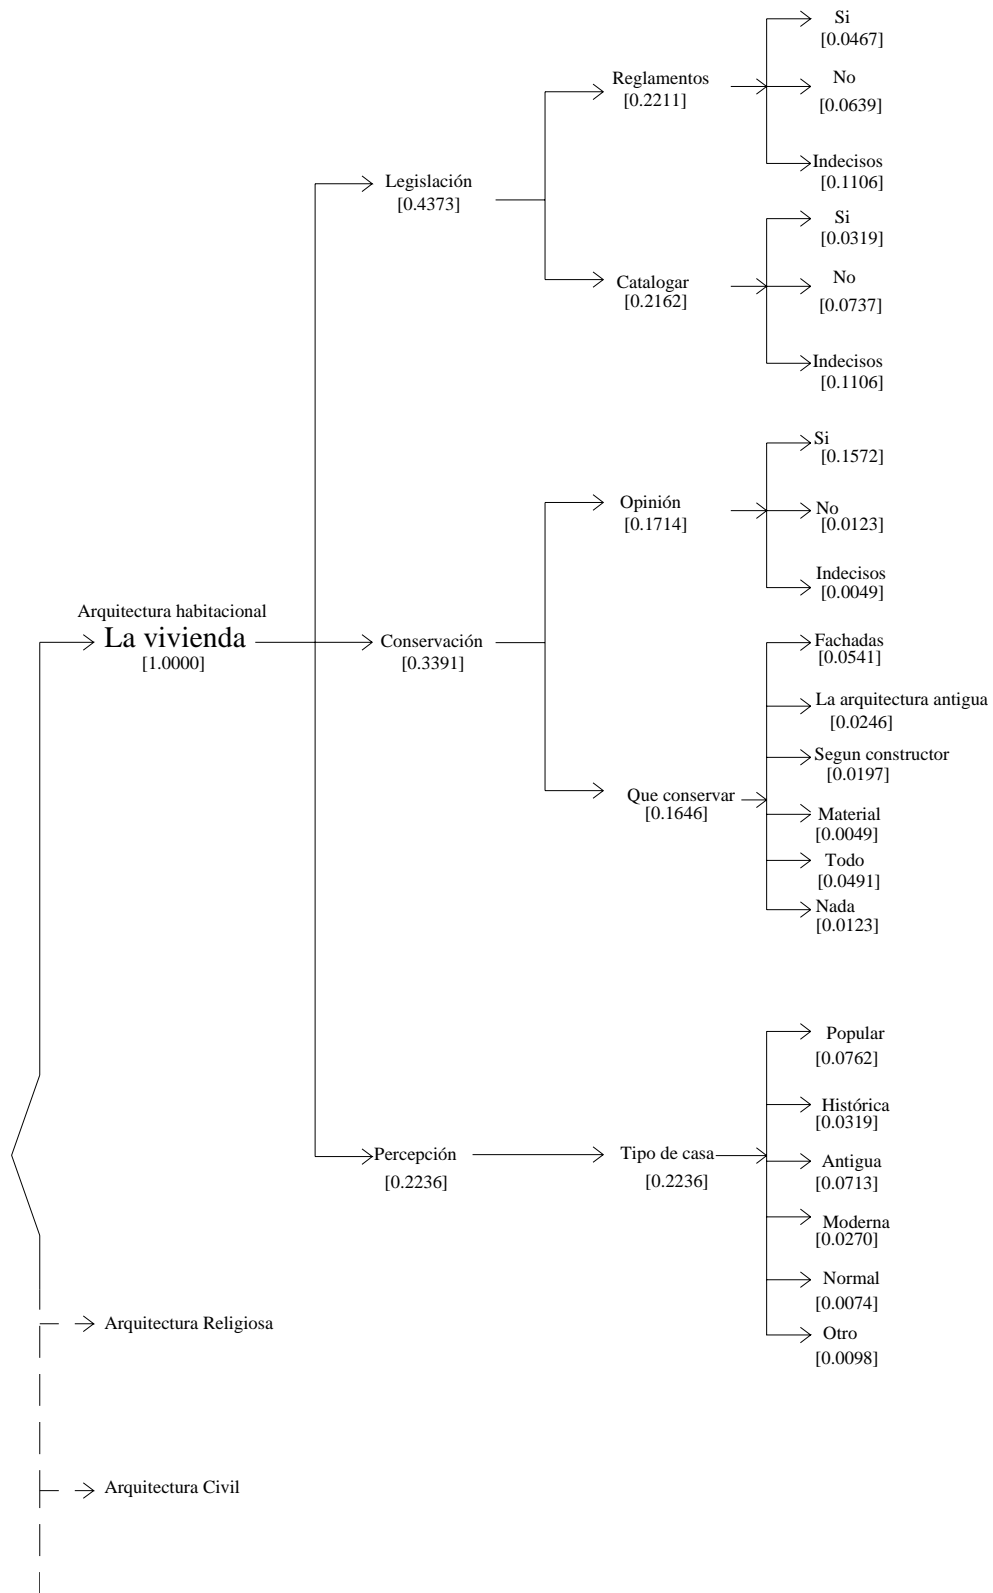 Si
[0.0467]
Reglamentos
[0.2211]
No
[0.0639]
Indecisos
[0.1106]
Legislación
[0.4373]
Si
[0.0319]
Catalogar
[0.2162]
No
[0.0737]
Indecisos
[0.1106]
Si
[0.1572]
Opinión
[0.1714]
No
[0.0123]
Indecisos
[0.0049]
Arquitectura habitacional
La vivienda
[1.0000]
Conservación
[0.3391]
Fachadas
[0.0541]
La arquitectura antigua
[0.0246]
Segun constructor
[0.0197]
Que conservar
[0.1646]
Material
[0.0049]
Todo
[0.0491]
Nada
[0.0123]
Popular
[0.0762]
Histórica
[0.0319]
Percepción
[0.2236]
Tipo de casa
[0.2236]
Antigua
[0.0713]
Moderna
[0.0270]
Normal
[0.0074]
Otro
[0.0098]
Arquitectura Religiosa
Arquitectura Civil